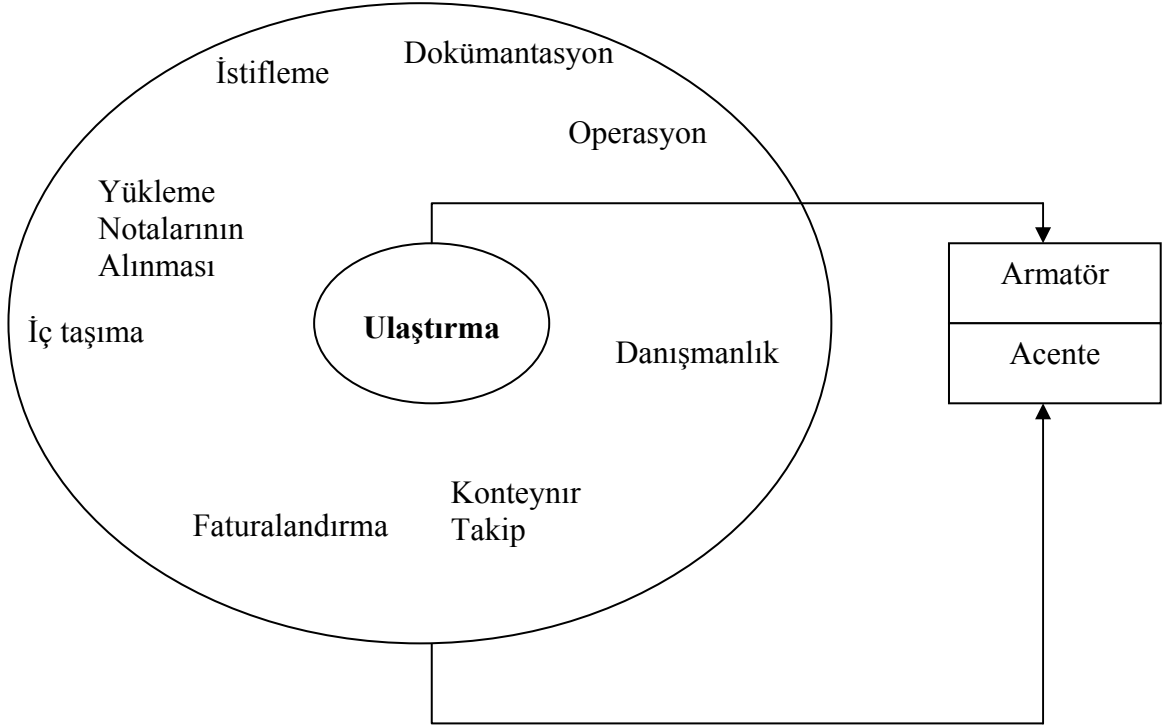 Dokümantasyon
İstifleme
Operasyon
Yükleme
Notalarının
Alınması
İç taşıma
Ulaştırma
Danışmanlık
Armatör
Acente
Konteynır
Takip
Faturalandırma